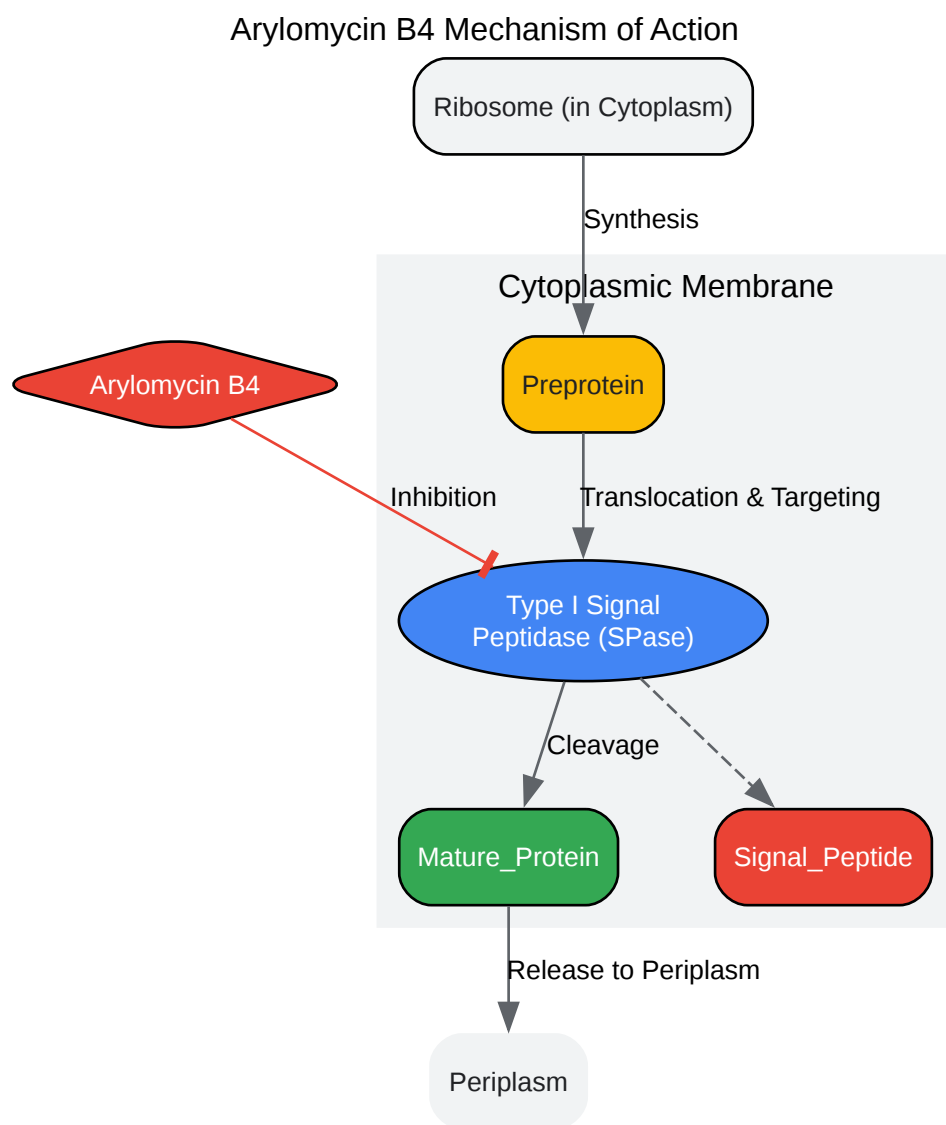 Arylomycin B4 Mechanism of Action
Ribosome (in Cytoplasm)
Synthesis
Cytoplasmic Membrane
Arylomycin B4
Preprotein
Inhibition
Translocation & Targeting
Type I Signal
Peptidase (SPase)
Cleavage
Mature_Protein
Signal_Peptide
Release to Periplasm
Periplasm